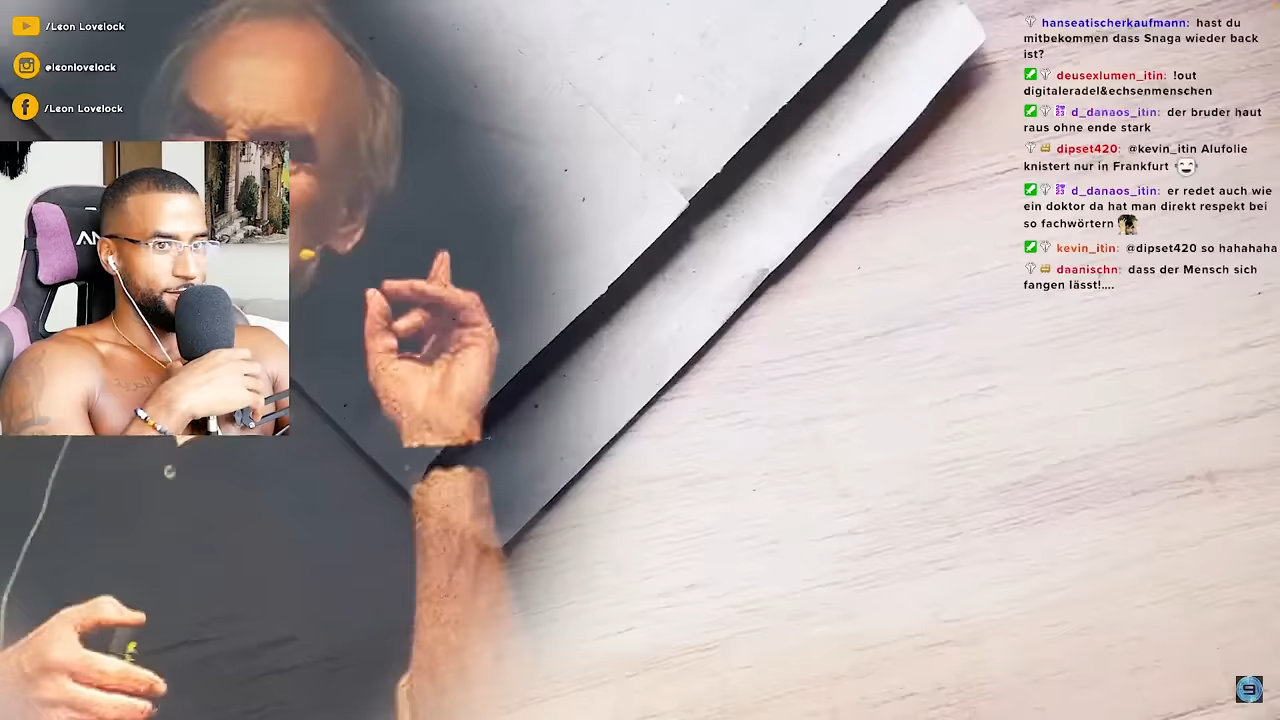 /Leon Lovelock
@leonlovelock
/Leon Lovelock
AN
hanseatischerkaufmann: hast du
mitbekommen dass Snaga wieder back
ist?
deusexlumen_itin: !out
digitaleradel&echsenmenschen
d_danaos_itin: der bruder haut
raus ohne ende stark
dipset420: @kevin_itin Alufolie
knistert nur in Frankfurt
d_danaos_itin: er redet auch wie
ein doktor da hat man direkt respekt bei
so fachwörtern
kevin_itin: @dipset420 so hahahaha
daanischn: dass der Mensch sich
fangen lässt!....
9